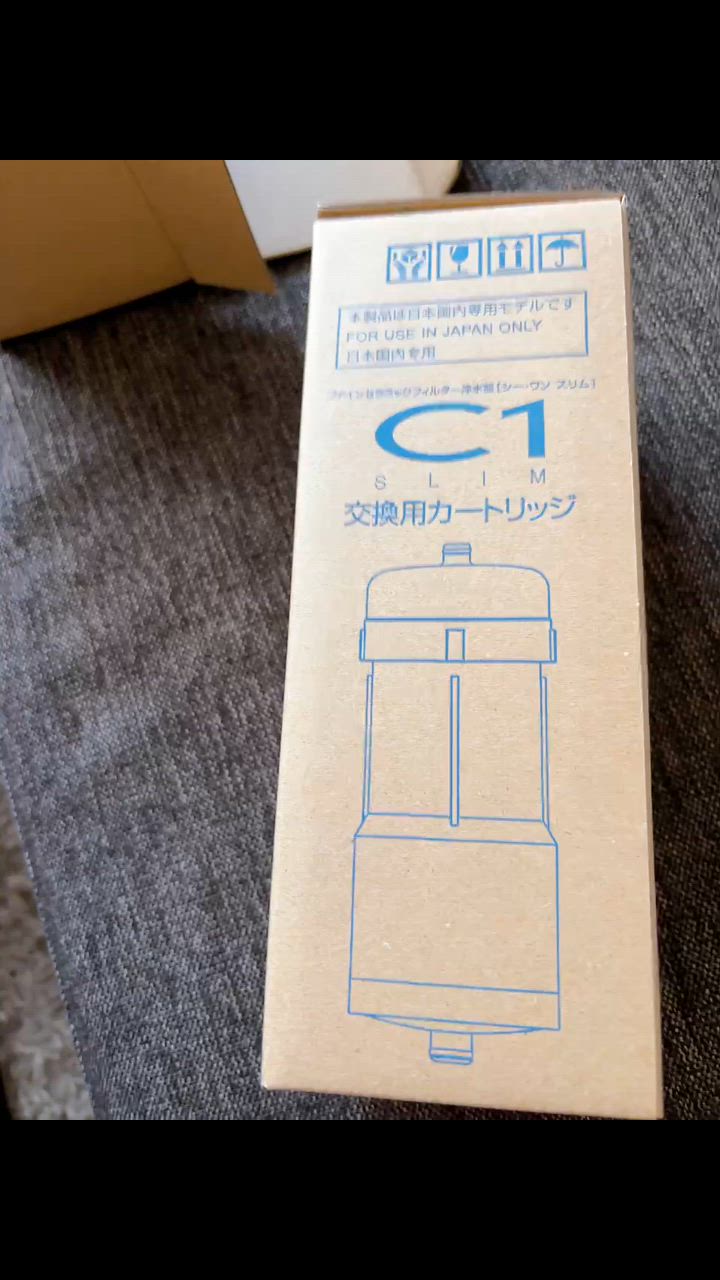 本製品は日本国内専用モデルです
FOR USE IN JAPAN ONLY
日本国内专用
ファインセラミックフィルター浄水器[シー・ワン スリム]
C1
SLIM
交換用カートリッジ